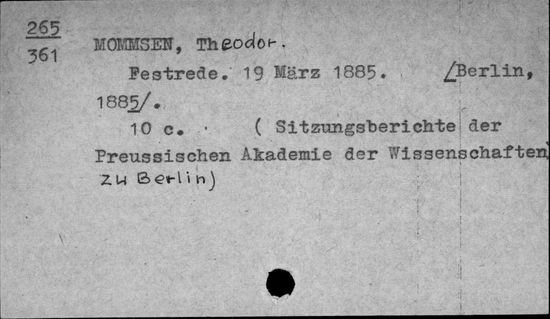 265
361
MOMMSEN, Theodor.
Festrede. 19 März 1885. /Berlin,
1885/.
10 c. ( Sitzungsberichte der
Preussischen Akademie der Wissenschaften
zu Berlin)